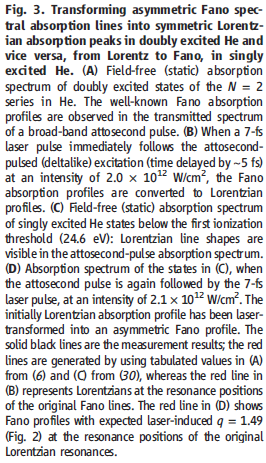 Fig. 3. Transforming asymmetric Fano spec-
tral absorption lines into symmetric Lorentz-
ian absorption peaks in doubly excited He and
vice versa, from Lorentz to Fano, in singly
excited He. (A) Field-free (static) absorption
spectrum of doubly excited states of the N = 2
series in He. The well-known Fano absorption
profiles are observed in the transmitted spectrum
of a broad-band attosecond pulse. (B) When a 7-fs
laser pulse immediately follows the attosecond-
pulsed (deltalike) excitation (time delayed by ~5 fs)
at an intensity of 2.0 × 10¹² W/cm², the Fano
absorption profiles are converted to Lorentzian
profiles. (C) Field-free (static) absorption spectrum
of singly excited He states below the first ionization
threshold (24.6 eV): Lorentzian line shapes are
visible in the attosecond-pulse absorption spectrum.
(D) Absorption spectrum of the states in (C), when
the attosecond pulse is again followed by the 7-fs
laser pulse, at an intensity of 2.1 × 10¹² W/cm². The
initially Lorentzian absorption profile has been laser-
transformed into an asymmetric Fano profile. The
solid black lines are the measurement results; the red
lines are generated by using tabulated values in (A)
from (6) and (C) from (30), whereas the red line in
(B) represents Lorentzians at the resonance positions
of the original Fano lines. The red line in (D) shows
Fano profiles with expected laser-induced q = 1.49
(Fig. 2) at the resonance positions of the original
Lorentzian resonances.